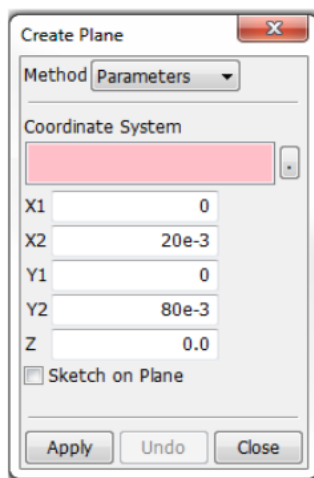 Create Plane
Method Parameters
Coordinate System
.
X1 0
X2 20e-3
Y1 0
Y2 80e-3
Z 0.0
Sketch on Plane
Apply Undo Close